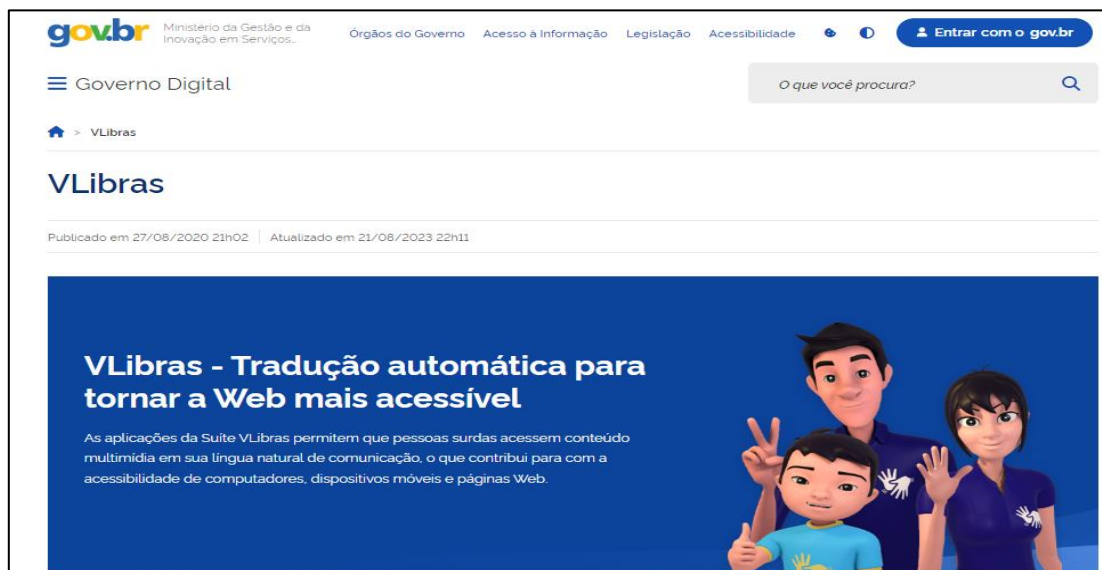 gov.br
Ministério da Gestão e da
Inovação em Serviços...
Órgãos do Governo Acesso à Informação Legislação Acessibilidade
Entrar com o gov.br
Governo Digital
O que você procura?
> VLibras
VLibras
Publicado em 27/08/2020 21h02 | Atualizado em 21/08/2023 22h11
VLibras - Tradução automática para
tornar a Web mais acessível
As aplicações da Suíte VLibras permitem que pessoas surdas acessem conteúdo
multimídia em sua língua natural de comunicação, o que contribui para com a
acessibilidade de computadores, dispositivos móveis e páginas Web.